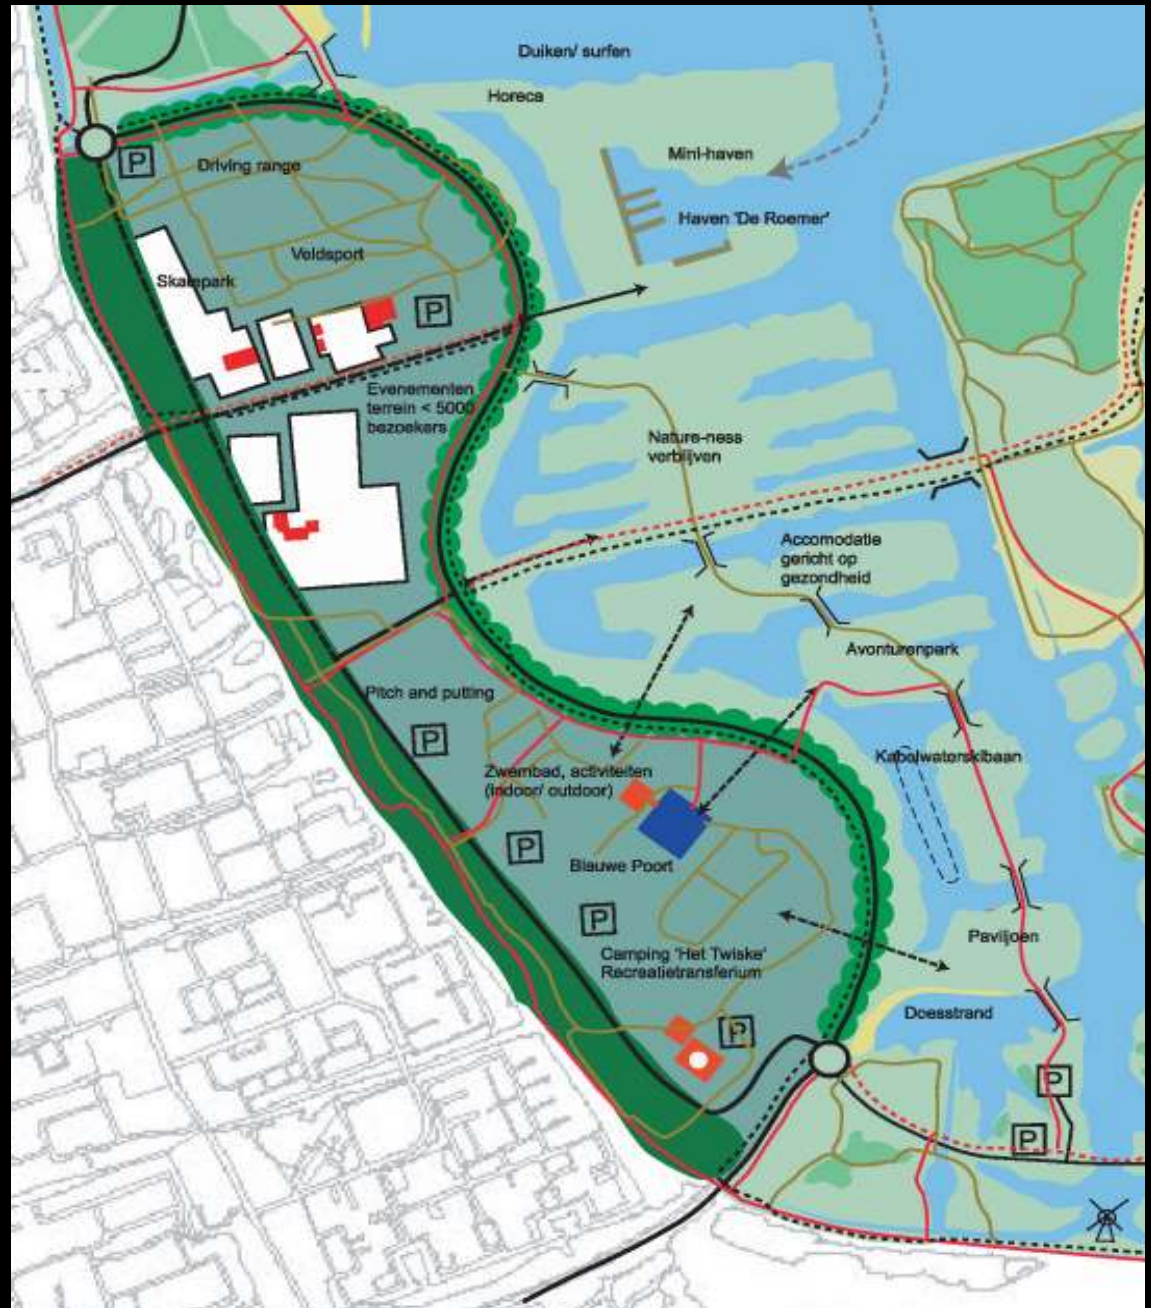 Duiken/ surfen
Horeca
Mini-haven
P
Driving range
Haven 'De Roemer'
Veldsport
Skatepark
P
Evenementen
terrein < 5000
bezoekers
Nature-ness
verblijven
Accomodatie
gericht op
gezondheid
Avonturenpark
Pitch and putting
P
Kabelwaterskibaan
Zwembad, activiteiten
(indoor/ outdoor)
P
Blauwe Poort
P
Paviljoen
Camping 'Het Twiske'
Recreatietransferium
Doesstrand
P
P
P